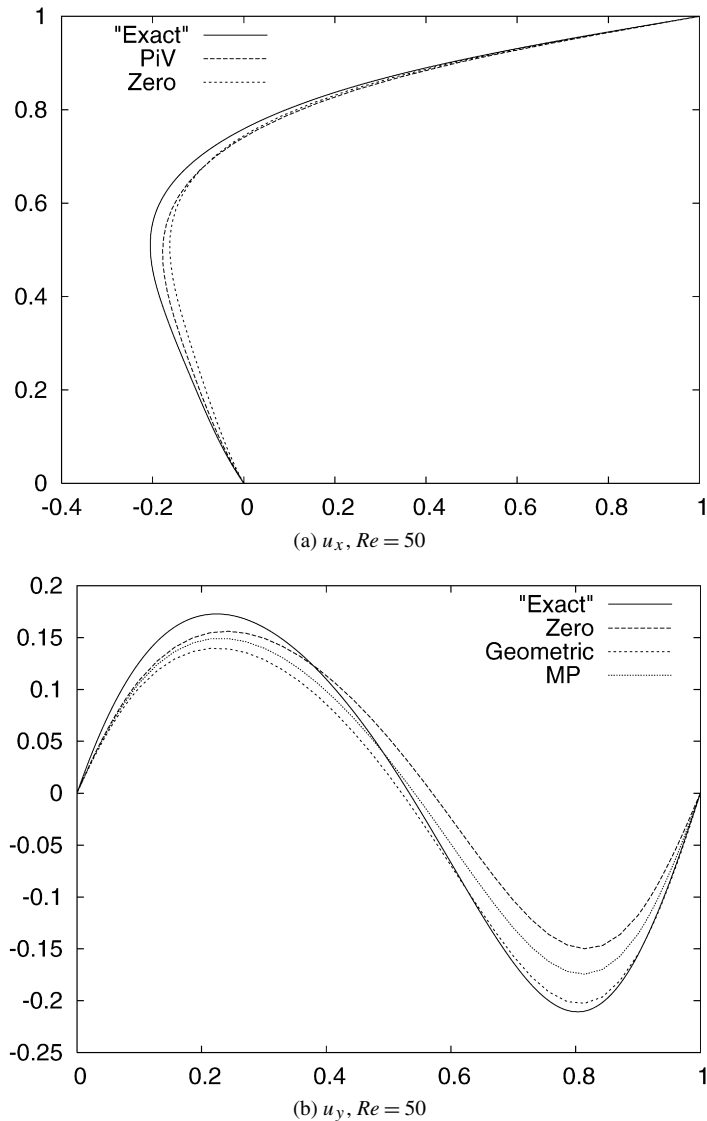 1
"Exact"
PiV
Zero
0.8
0.6
0.4
0.2
0
-0.4 -0.2 0 0.2 0.4 0.6 0.8 1
(a) uₓ, Re = 50
0.2
"Exact"
Zero
0.15
Geometric
MP
0.1
0.05
0
-0.05
-0.1
-0.15
-0.2
-0.25
0 0.2 0.4 0.6 0.8 1
(b) u_y, Re = 50